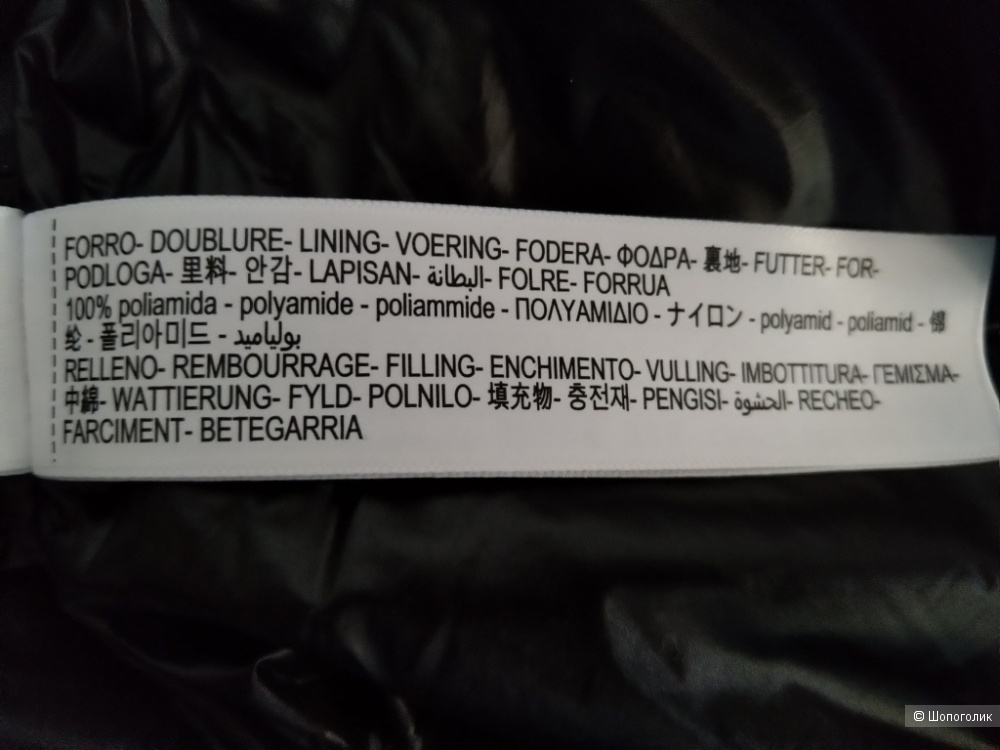 FORRO- DOUBLURE- LINING- VOERING- FODERA- ΦΟΔΡΑ- 裏地- FUTTER- FOR-
PODLOGA- 里料- 안감- LAPISAN- البطانة- FOLRE- FORRUA
100% poliamida - polyamide - poliammide - ΠΟΛΥΑΜΙΔΙΟ - ナイロン - polyamid - poliamid - 锦
纶 - 폴리아미드 - بولياميد
RELLENO- REMBOURRAGE- FILLING- ENCHIMENTO- VULLING- IMBOTTITURA- ΓΕΜΙΣΜΑ-
中綿- WATTIERUNG- FYLD- POLNILO- 填充物- 충전재- PENGISI- الحشوة- RECHEO-
FARCIMENT- BETEGARRIA
© Шопоголик